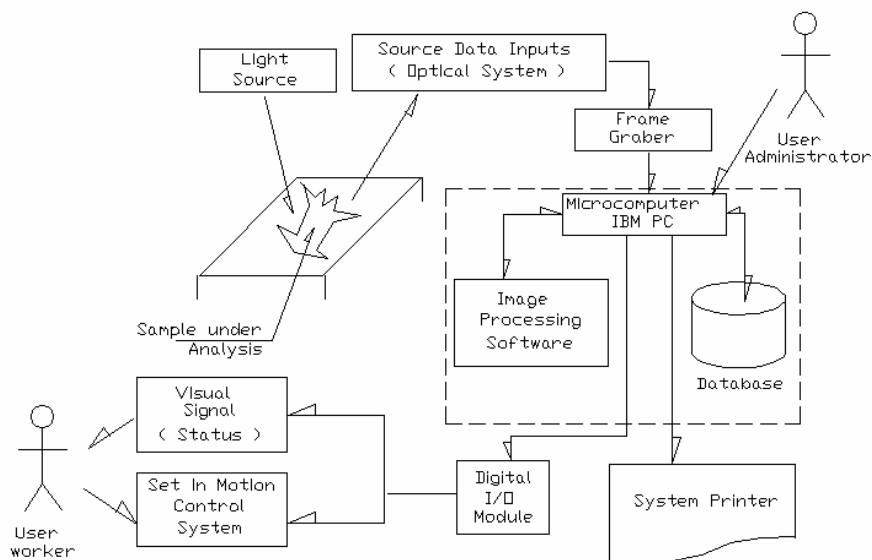 Light
Source
Source Data Inputs
( Optical System )
Frame
Graber
User
Administrator
Microcomputer
IBM PC
Image
Processing
Software
Database
Sample under
Analysis
Visual
Signal
( Status )
Set In Motion
Control
System
Digital
I/O
Module
System Printer
User
worker